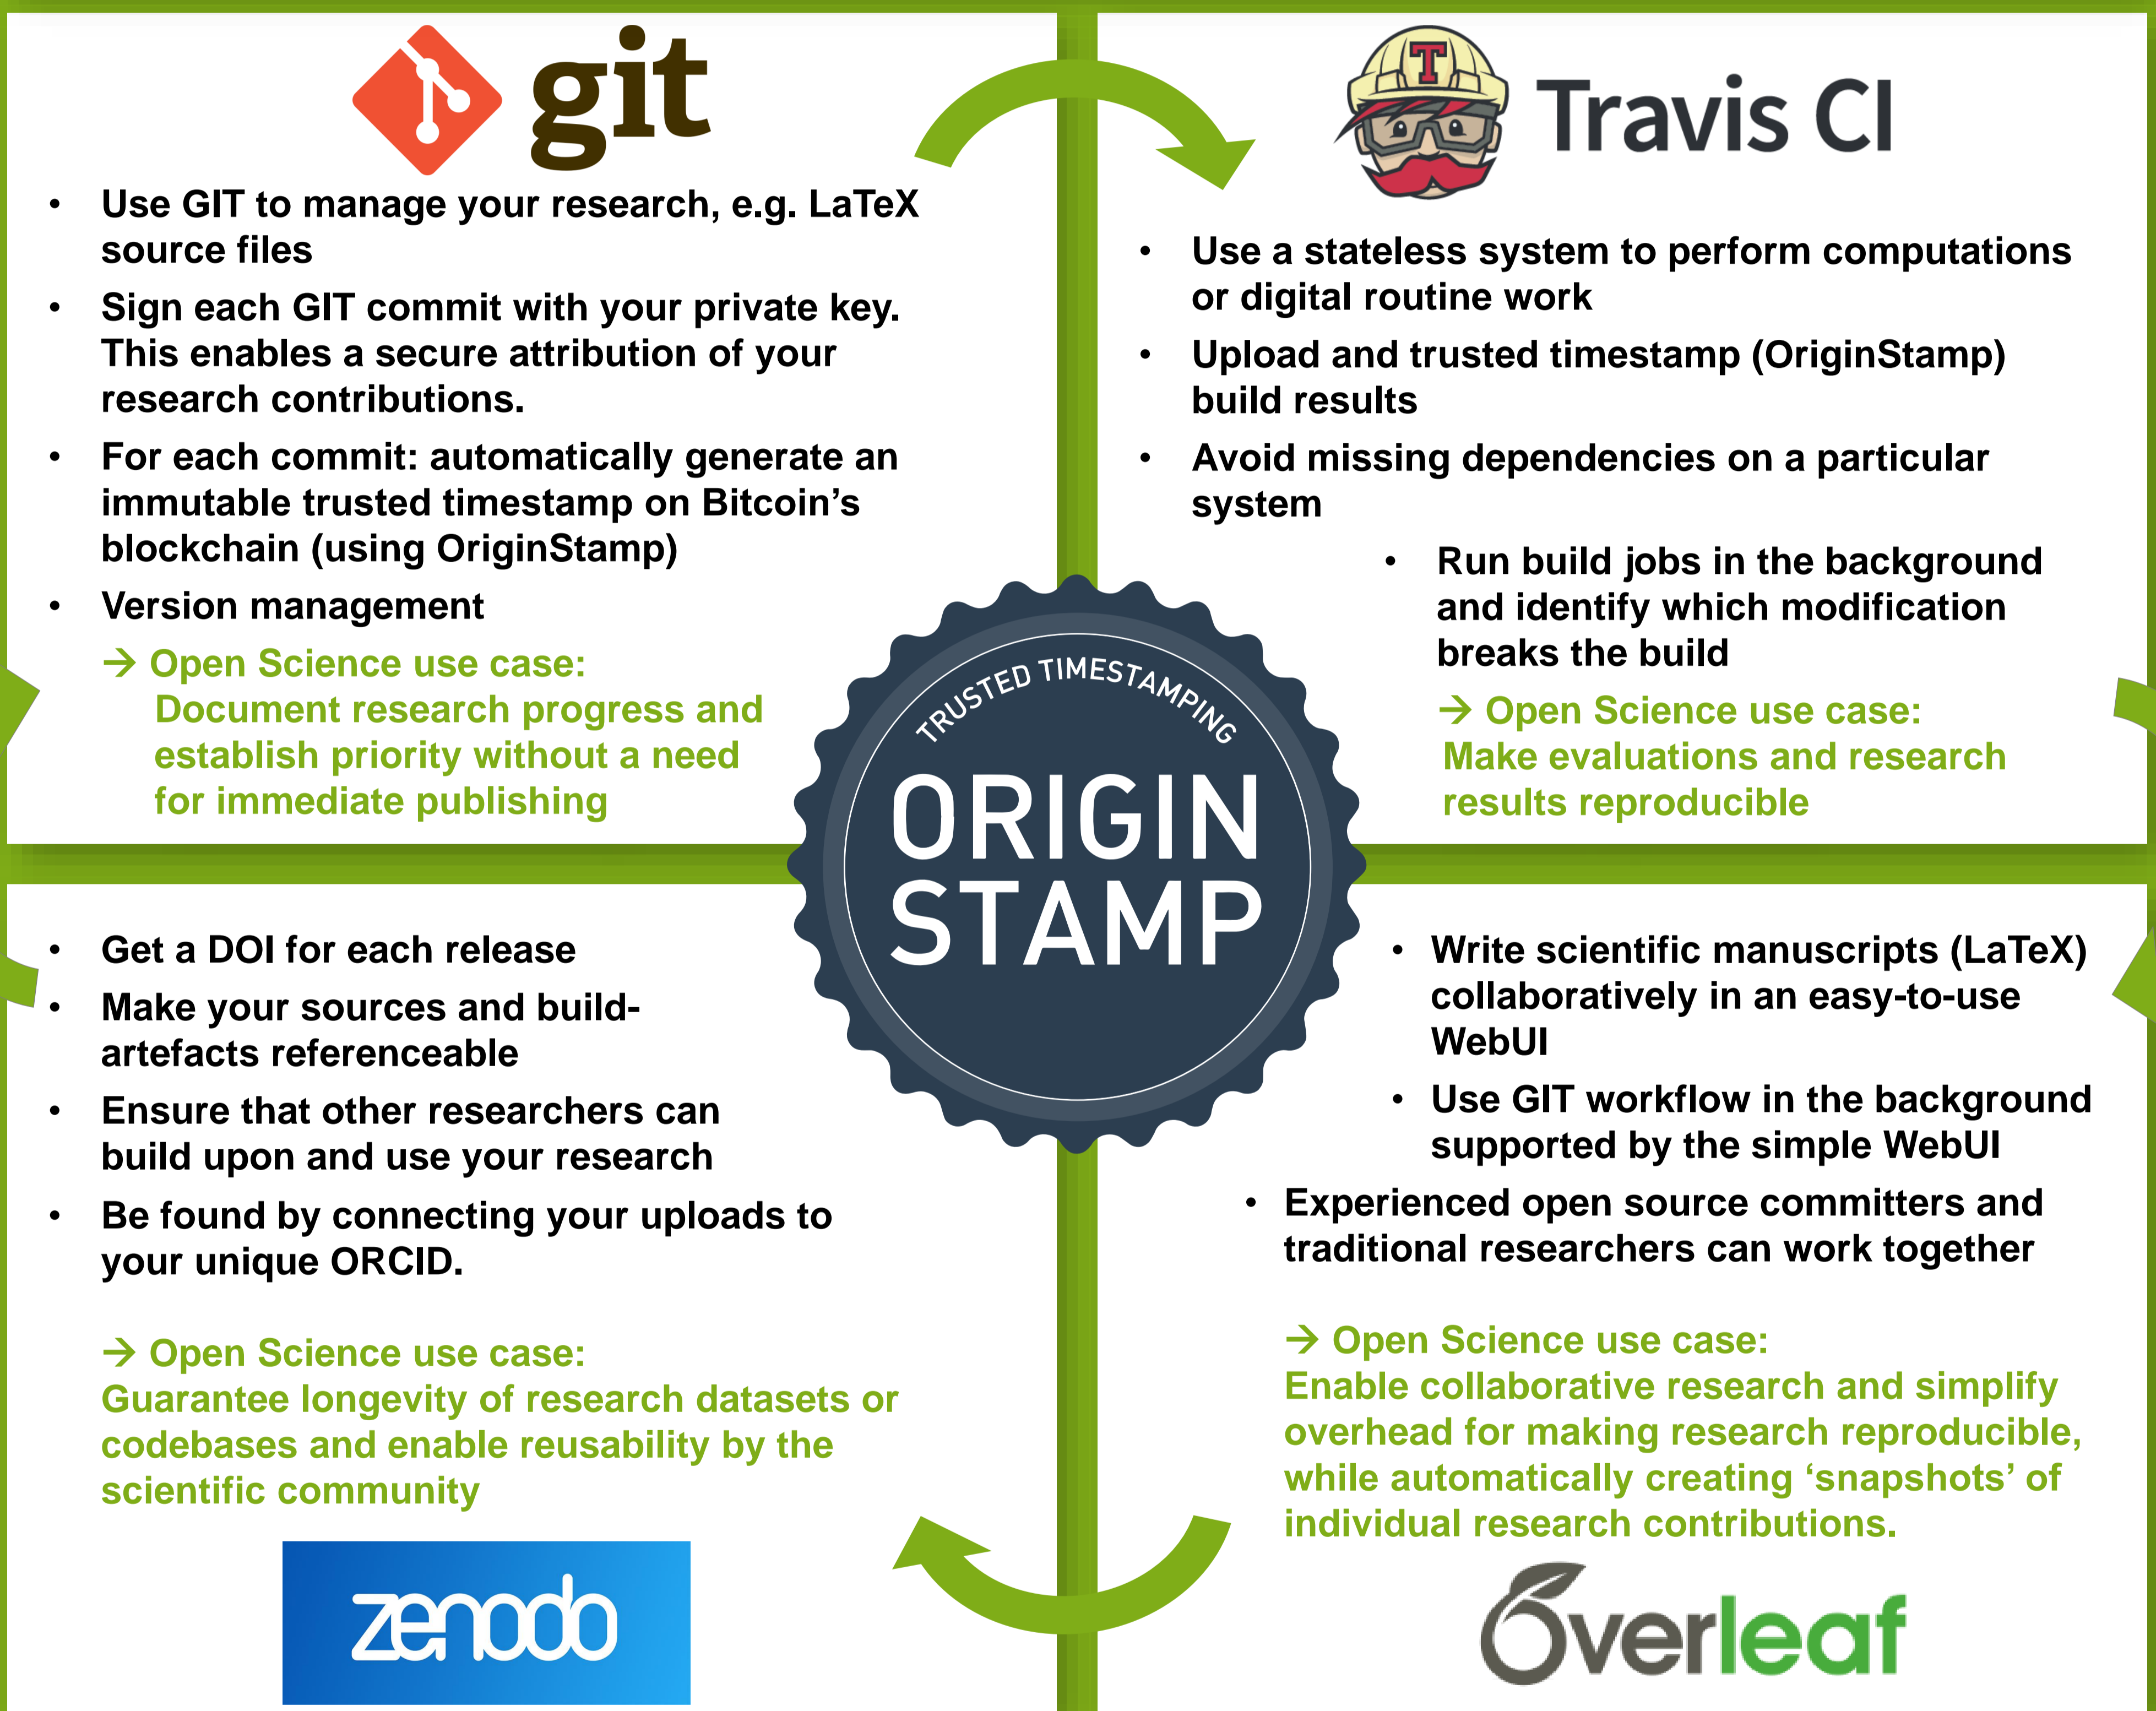 git
• Use GIT to manage your research, e.g. LaTeX
source files
• Sign each GIT commit with your private key.
This enables a secure attribution of your
research contributions.
• For each commit: automatically generate an
immutable trusted timestamp on Bitcoin’s
blockchain (using OriginStamp)
• Version management
→ Open Science use case:
Document research progress and
establish priority without a need
for immediate publishing
T
T
Travis CI
• Use a stateless system to perform computations
or digital routine work
• Upload and trusted timestamp (OriginStamp)
build results
• Avoid missing dependencies on a particular
system
• Run build jobs in the background
and identify which modification
breaks the build
→ Open Science use case:
Make evaluations and research
results reproducible
TRUSTED TIMESTAMPING
ORIGIN
STAMP
• Get a DOI for each release
• Make your sources and build-
artefacts referenceable
• Ensure that other researchers can
build upon and use your research
• Be found by connecting your uploads to
your unique ORCID.
→ Open Science use case:
Guarantee longevity of research datasets or
codebases and enable reusability by the
scientific community
zenodo
• Write scientific manuscripts (LaTeX)
collaboratively in an easy-to-use
WebUI
• Use GIT workflow in the background
supported by the simple WebUI
• Experienced open source committers and
traditional researchers can work together
→ Open Science use case:
Enable collaborative research and simplify
overhead for making research reproducible,
while automatically creating ‘snapshots’ of
individual research contributions.
Overleaf